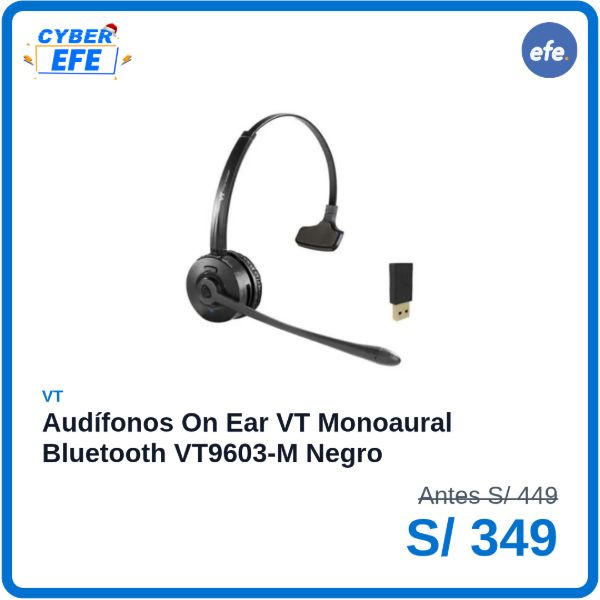 CYBER
EFE
efe.
VT
Audífonos On Ear VT Monoaural
Bluetooth VT9603-M Negro
Antes S/ 449
S/ 349